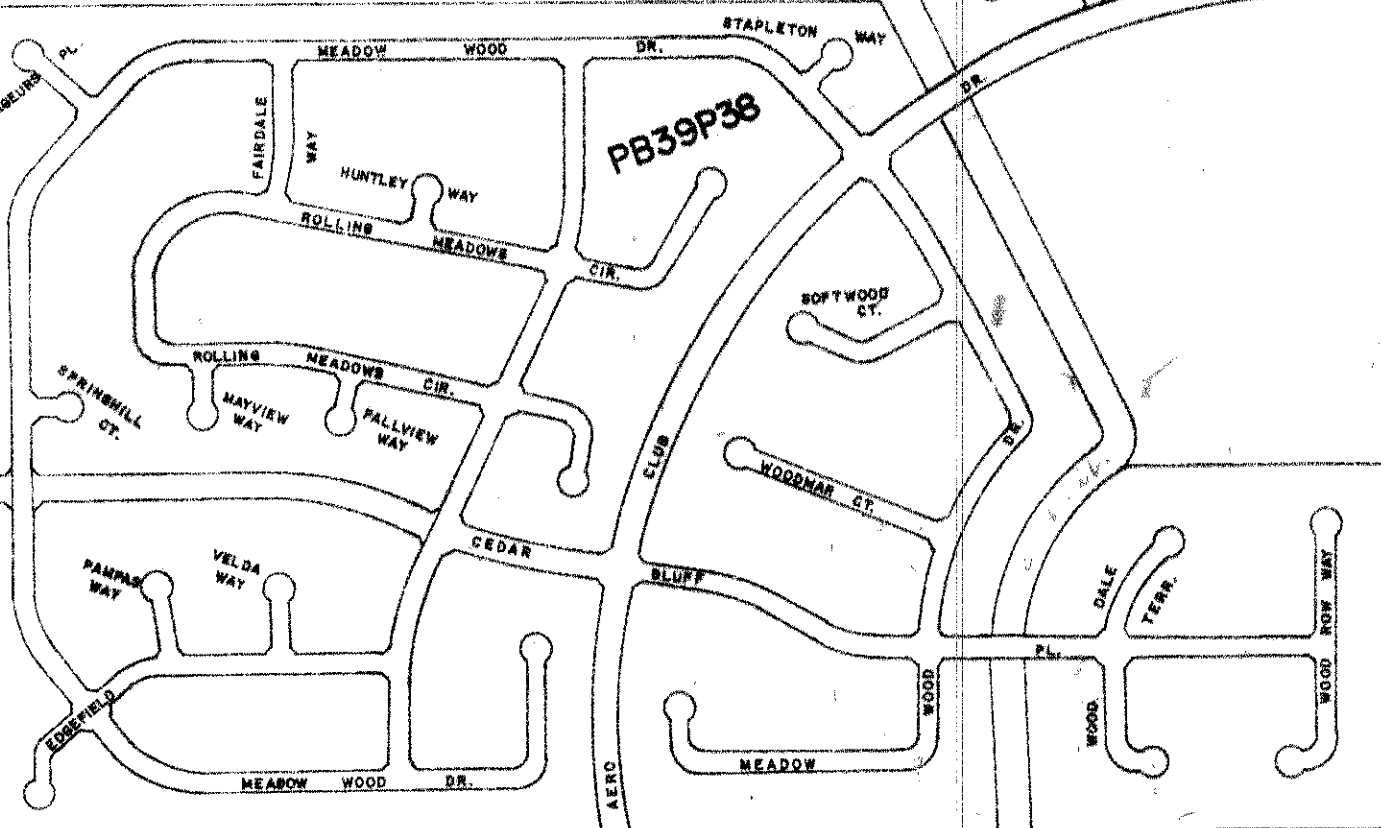 STAPLETON WAY
MEADOW WOOD DR.
PL.
DR.
PB39P38
FAIRDALE
WAY
HUNTLEY WAY
ROLLING MEADOWS CIR.
SOFTWOOD
CT.
ROLLING MEADOWS CIR.
SPRINGHILL
CT.
MAYVIEW
WAY
FALLVIEW
WAY
CLUB
DR.
WOODMAR CT.
CEDAR
BLUFF
PL.
VELDA
WAY
PAMPAS
WAY
DALE
TERR.
WOOD ROW WAY
EDGEFIELD
WOOD
WOOD
MEADOW WOOD DR.
MEADOW
AERO